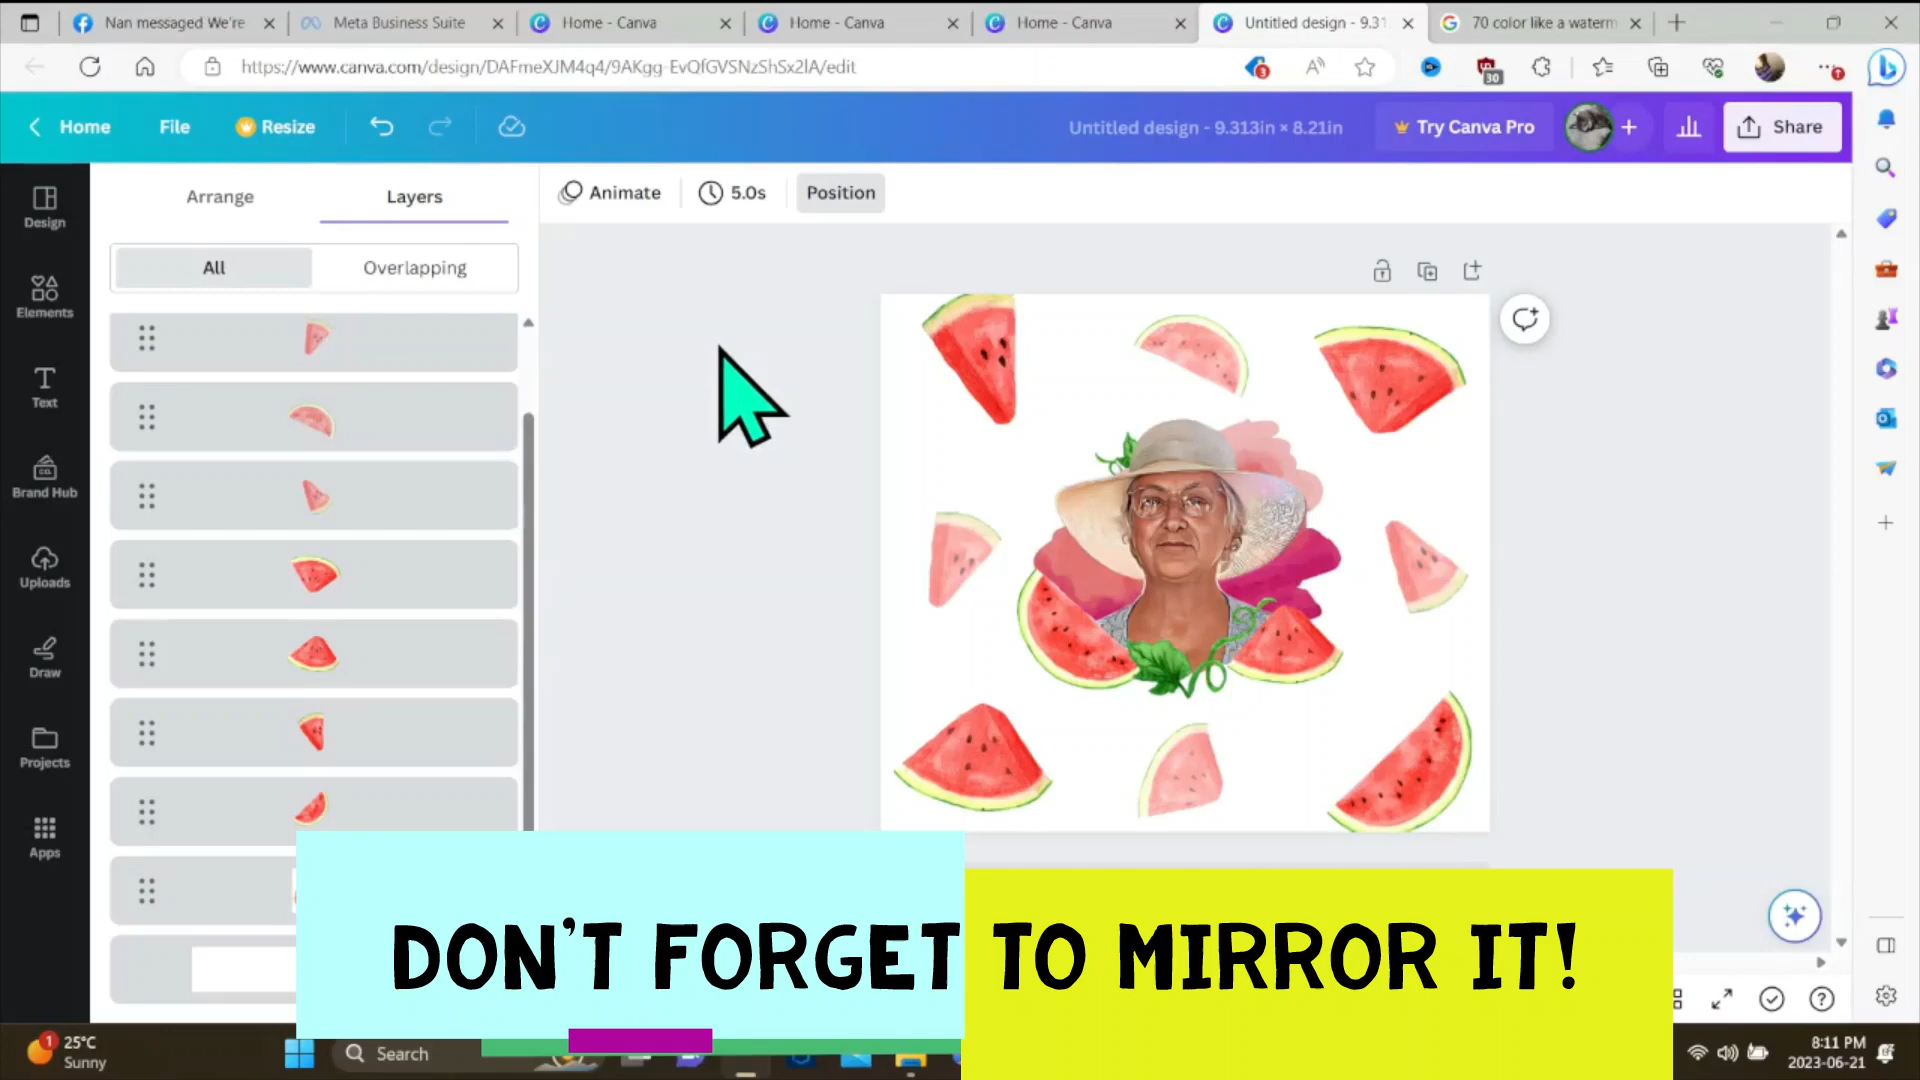 Nan messaged We're
Meta Business Suite
Home - Canva
Home - Canva
Home - Canva
Untitled design - 9.31
70 color like a waterm
https://www.canva.com/design/DAFmeXJM4q4/9AKgg-EvQfGVSNzShSx2lA/edit
3
30
Home
File
Resize
Untitled design - 9.313in × 8.21in
Try Canva Pro
Share
Arrange
Layers
Animate
5.0s
Position
All
Overlapping
Design
Elements
Text
Brand Hub
Uploads
Draw
Projects
Apps
DON'T FORGET TO MIRROR IT!
1
25°C
Sunny
Search
8:11 PM
2023-06-21